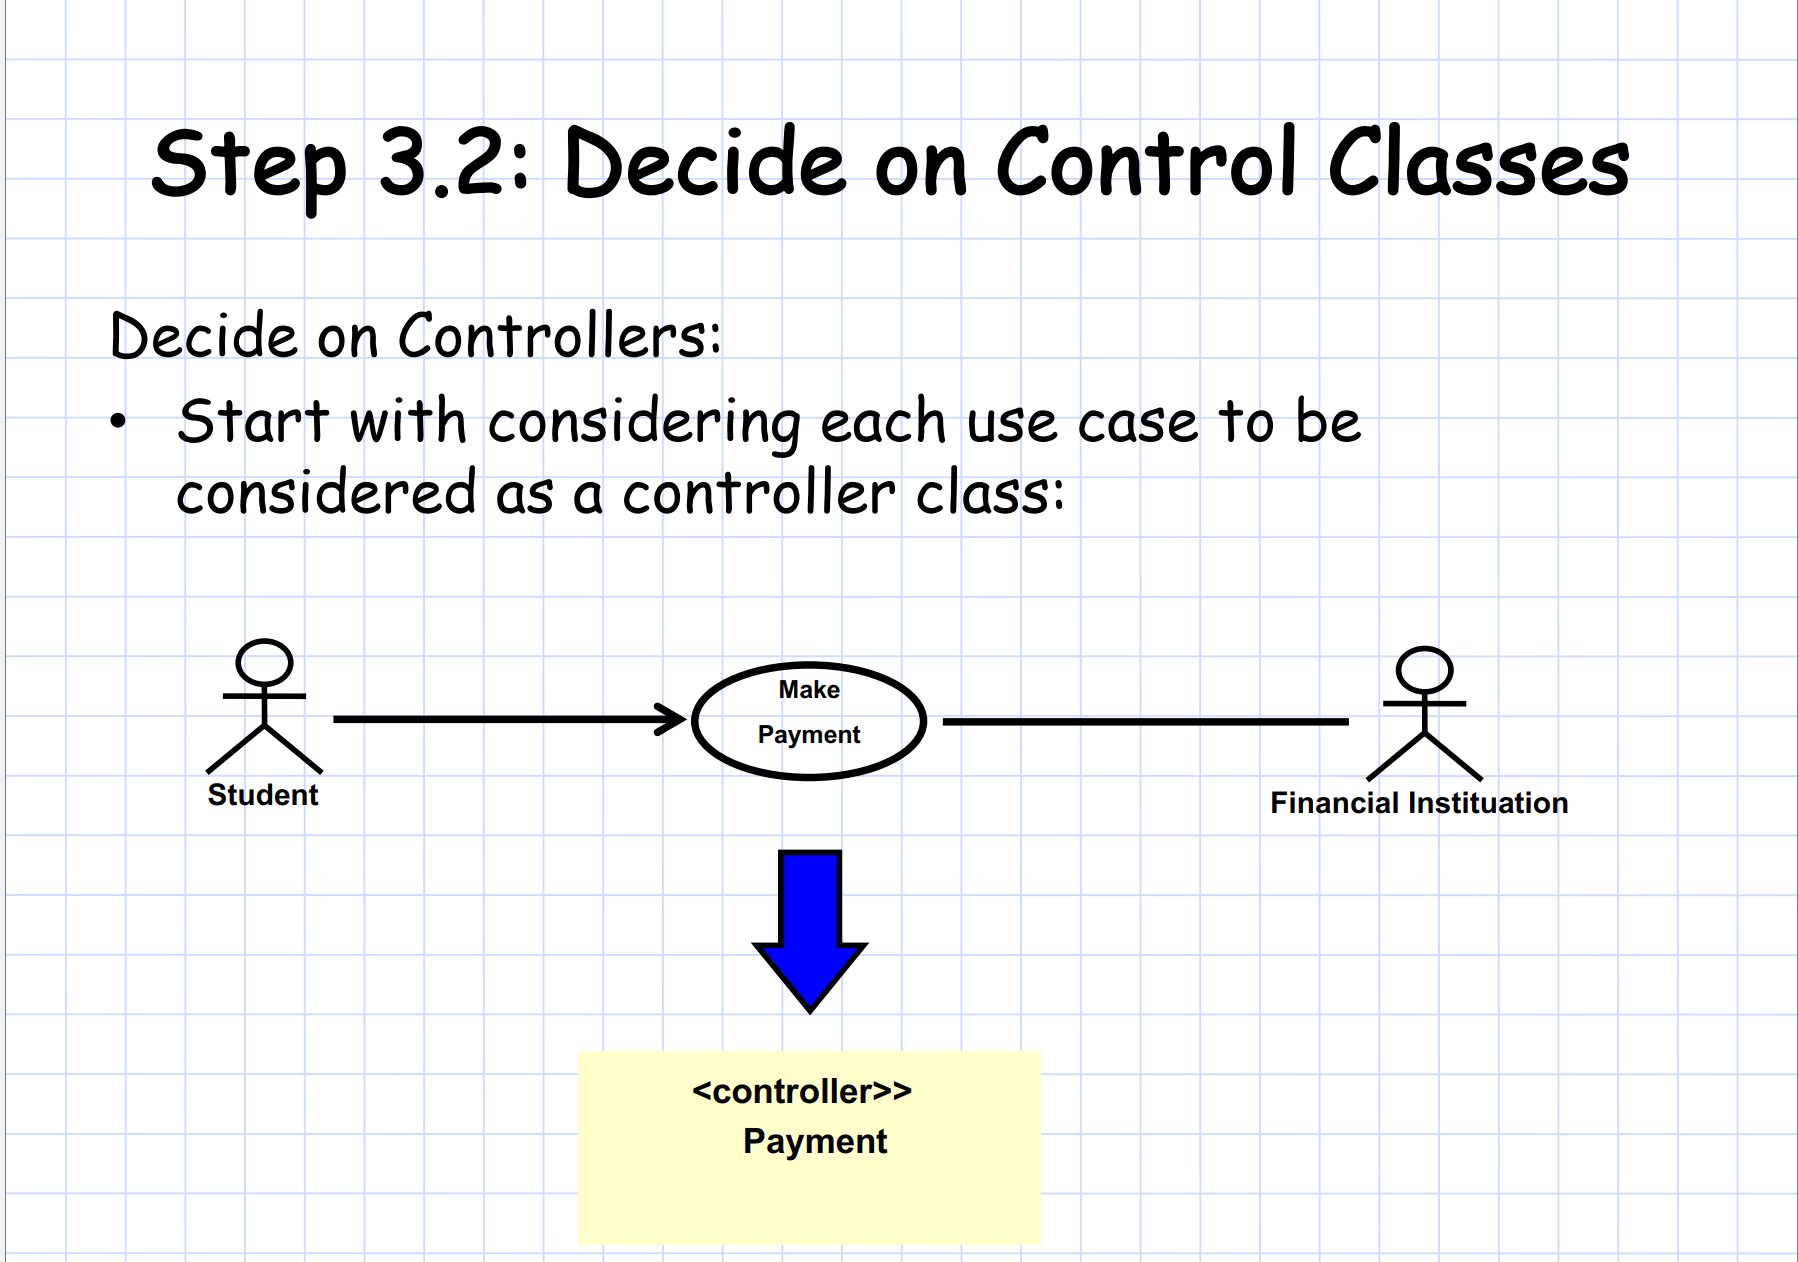 Step 3.2: Decide on Control Classes
Decide on Controllers:
• Start with considering each use case to be
considered as a controller class:
Make
Payment
Student
Financial Instituation
<controller>>
Payment